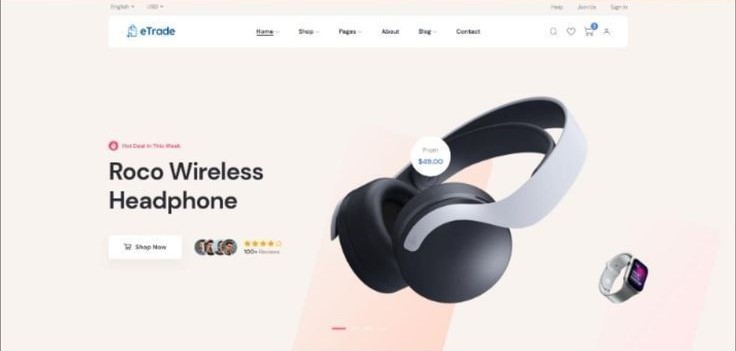 English USD Help Join Us Sign In
eTrade Home Shop Pages About Blog Contact
Hot Deal In This Week
Roco Wireless
Headphone
From
$49.00
Shop Now
100+ Reviews